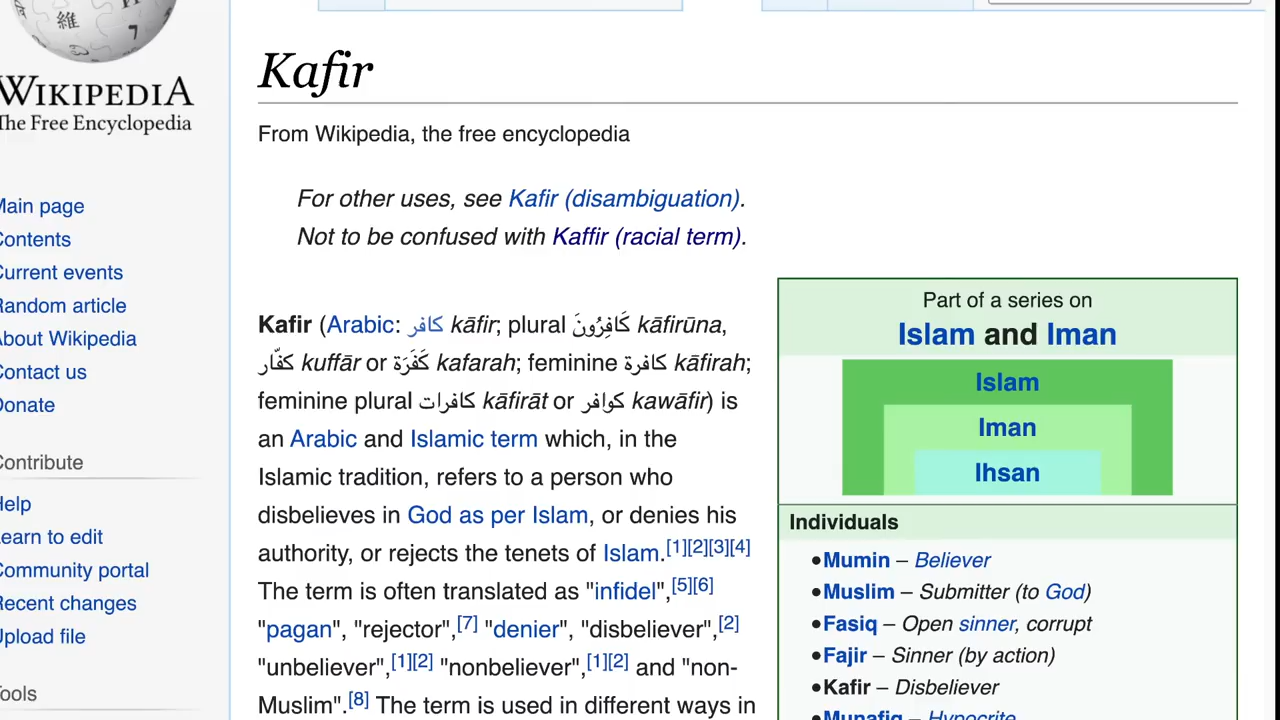 WIKIPEDIA
The Free Encyclopedia
Main page
Contents
Current events
Random article
About Wikipedia
Contact us
Donate
Contribute
Help
Learn to edit
Community portal
Recent changes
Upload file
Tools
Kafir
From Wikipedia, the free encyclopedia
For other uses, see Kafir (disambiguation).
Not to be confused with Kaffir (racial term).
Kafir (Arabic: كافر kāfir; plural كَافِرُونَ kāfirūna,
كفّار kuffār or كَفَرَة kafarah; feminine كافرة kāfirah;
feminine plural كافرات kāfirāt or كوافر kawāfir) is
an Arabic and Islamic term which, in the
Islamic tradition, refers to a person who
disbelieves in God as per Islam, or denies his
authority, or rejects the tenets of Islam.[1][2][3][4]
The term is often translated as "infidel",[5][6]
"pagan", "rejector",[7] "denier", "disbeliever",[2]
"unbeliever",[1][2] "nonbeliever",[1][2] and "non-
Muslim".[8] The term is used in different ways in
Part of a series on
Islam and Iman
Islam
Iman
Ihsan
Individuals
•Mumin – Believer
•Muslim – Submitter (to God)
•Fasiq – Open sinner, corrupt
•Fajir – Sinner (by action)
•Kafir – Disbeliever
•Munafiq – Hypocrite